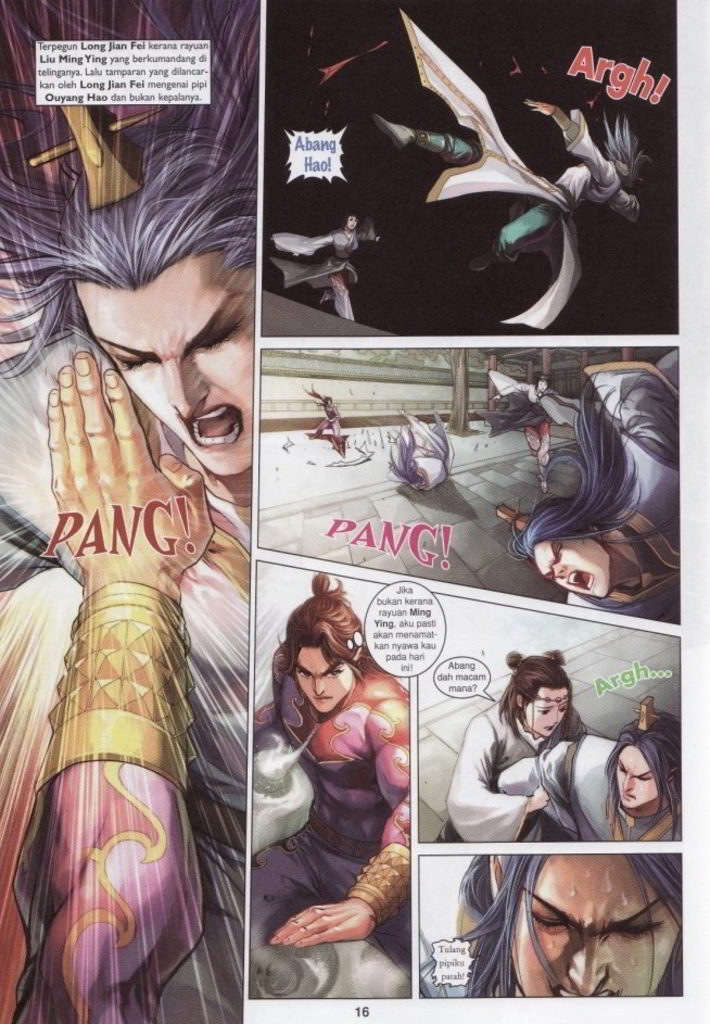 Terpegun Long Jian Fei kerana rayuan
Liu Ming Ying yang berkumandang di
telinganya. Lalu tamparan yang dilancar-
kan oleh Long Jian Fei mengenai pipi
Ouyang Hao dan bukan kepalanya.
PANG!
Argh!
Abang
Hao!
PANG!
Jika
bukan kerana
rayuan Ming
Ying, aku pasti
akan menamat-
kan nyawa kau
pada hari
ini!
Abang
dah macam
mana?
Argh...
Tulang
pipiku
patah!
16